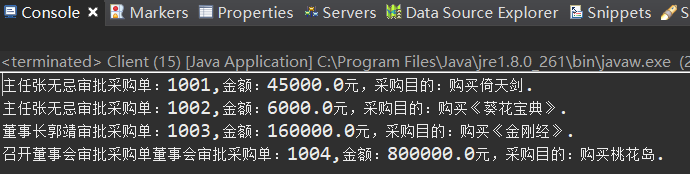 Console Markers Properties Servers Data Source Explorer Snippets S
<terminated> Client (15) [Java Application] C:\Program Files\Java\jre1.8.0_261\bin\javaw.exe (2
主任张无忌审批采购单：1001,金额：45000.0元，采购目的：购买倚天剑.
主任张无忌审批采购单：1002,金额：6000.0元，采购目的：购买《葵花宝典》.
董事长郭靖审批采购单：1003,金额：160000.0元，采购目的：购买《金刚经》.
召开董事会审批采购单董事会审批采购单：1004,金额：800000.0元，采购目的：购买桃花岛.